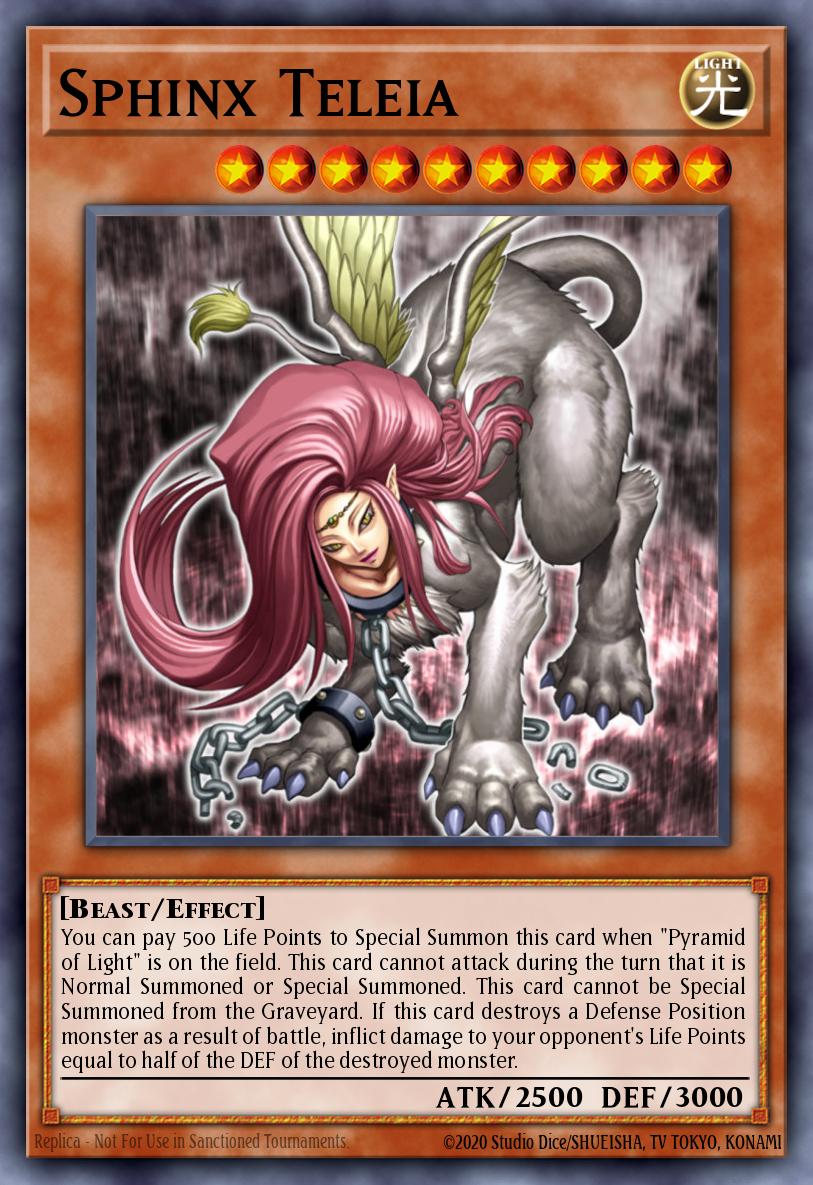 Sphinx Teleia
LIGHT
光
[Beast/Effect]
You can pay 500 Life Points to Special Summon this card when "Pyramid
of Light" is on the field. This card cannot attack during the turn that it is
Normal Summoned or Special Summoned. This card cannot be Special
Summoned from the Graveyard. If this card destroys a Defense Position
monster as a result of battle, inflict damage to your opponent's Life Points
equal to half of the DEF of the destroyed monster.
ATK/2500 DEF/3000
Replica - Not For Use in Sanctioned Tournaments.
©2020 Studio Dice/SHUEISHA, TV TOKYO, KONAMI